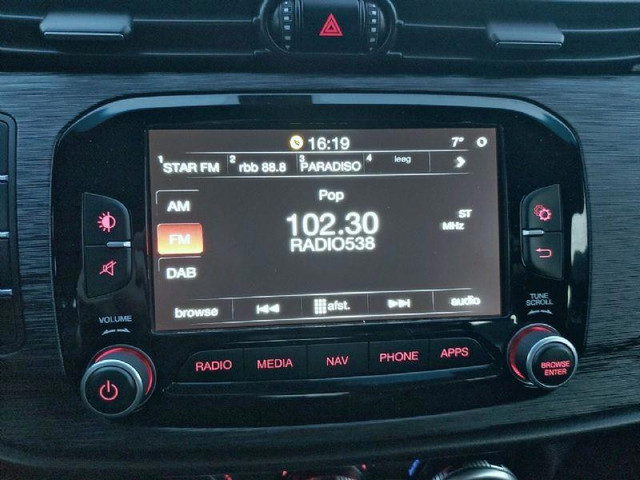 16:19 7°
1 STAR FM 2 rbb 88.8 3 PARADISO 4 leeg
Pop
AM
102.30 ST
MHz
FM RADIO538
DAB
browse afst. audio
VOLUME
TUNE
SCROLL
RADIO MEDIA NAV PHONE APPS
BROWSE
ENTER